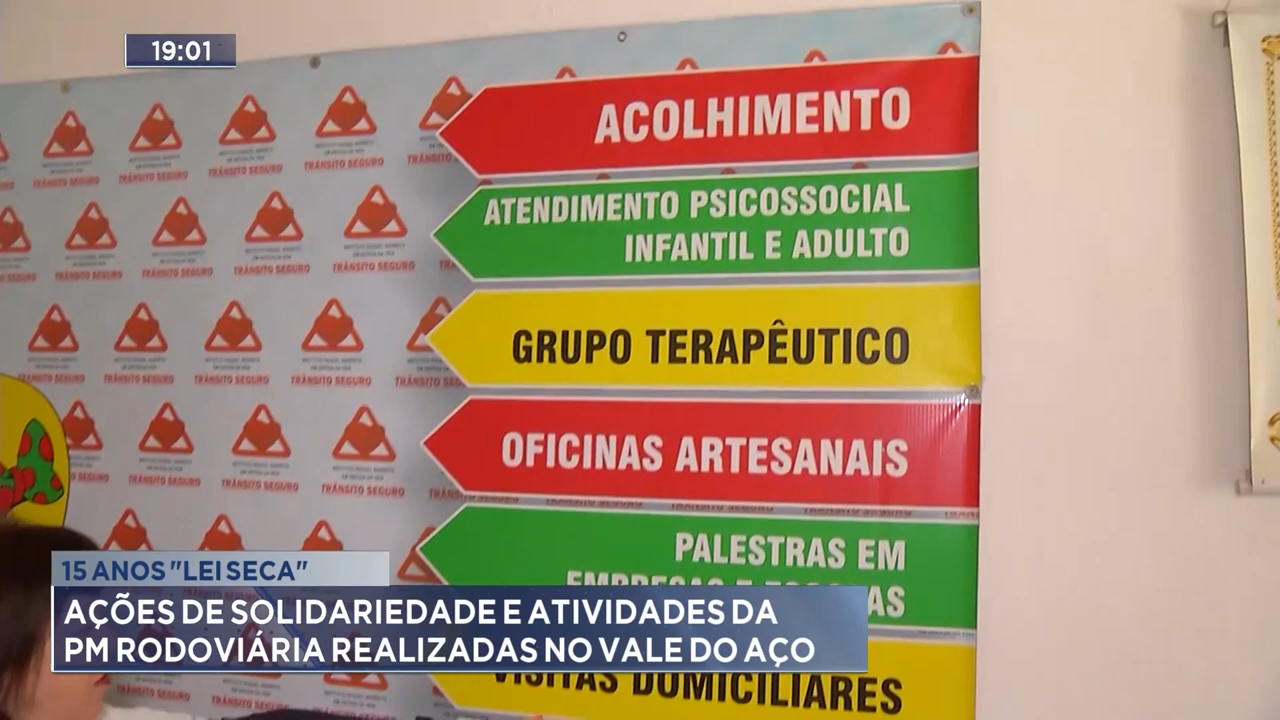 19:01
ACOLHIMENTO
ATENDIMENTO PSICOSSOCIAL
INFANTIL E ADULTO
GRUPO TERAPÊUTICO
OFICINAS ARTESANAIS
PALESTRAS EM
VISITAS DOMICILIARES
TRÂNSITO SEGURO
15 ANOS "LEI SECA"
AÇÕES DE SOLIDARIEDADE E ATIVIDADES DA
PM RODOVIÁRIA REALIZADAS NO VALE DO AÇO